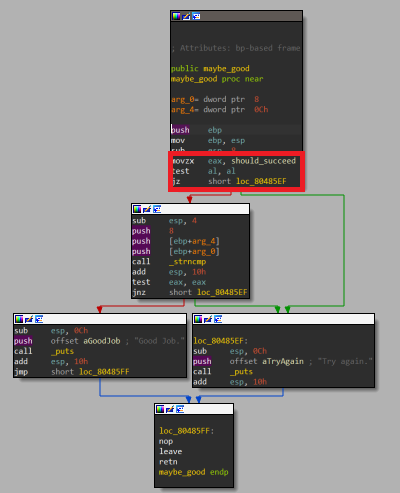 ; Attributes: bp-based frame
public maybe_good
maybe_good proc near
arg_0= dword ptr  8
arg_4= dword ptr  0Ch
push    ebp
mov     ebp, esp
sub     esp, 8
movzx   eax, should_succeed
test    al, al
jz      short loc_80485EF
sub     esp, 4
push    8
push    [ebp+arg_4]
push    [ebp+arg_0]
call    _strncmp
add     esp, 10h
test    eax, eax
jnz     short loc_80485EF
sub     esp, 0Ch
push    offset aGoodJob ; "Good Job."
call    _puts
add     esp, 10h
jmp     short loc_80485FF
loc_80485EF:
sub     esp, 0Ch
push    offset aTryAgain ; "Try again."
call    _puts
add     esp, 10h
loc_80485FF:
nop
leave
retn
maybe_good endp